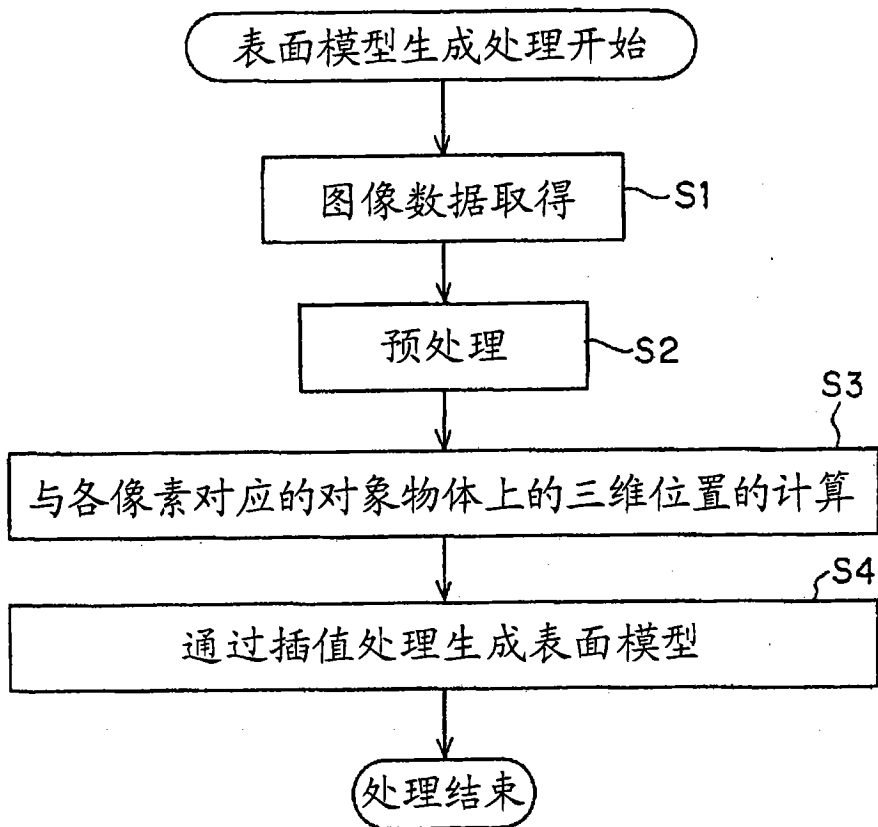 表面模型生成处理开始
图像数据取得
S1
预处理
S2
S3
与各像素对应的对象物体上的三维位置的计算
S4
通过插值处理生成表面模型
处理结束